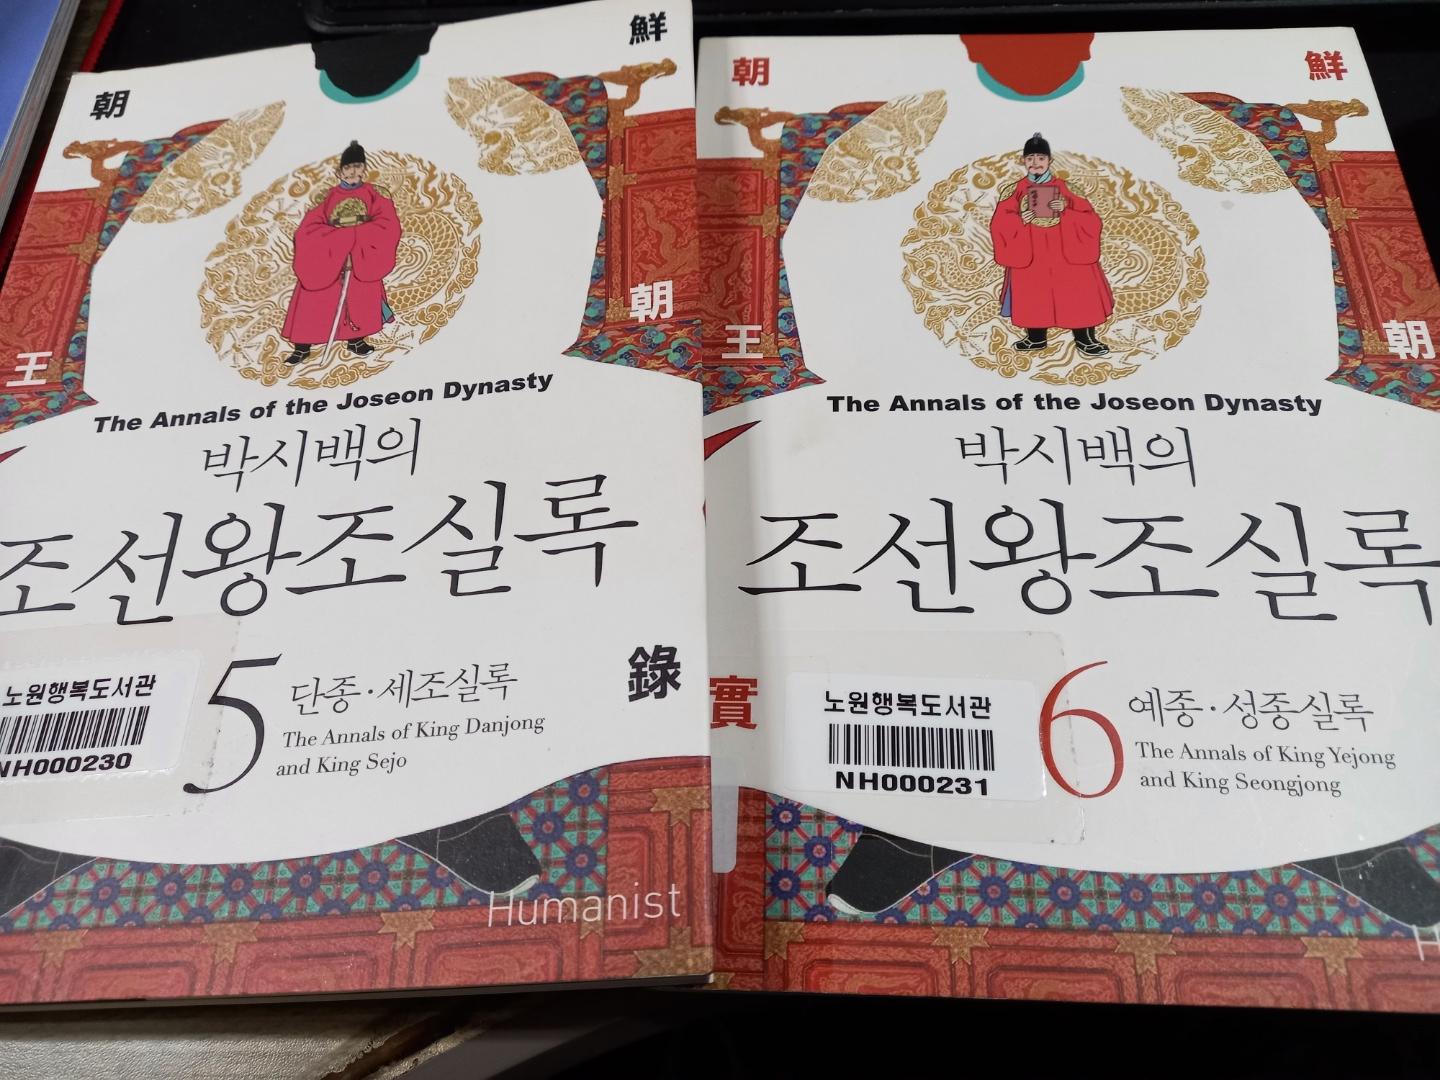 朝
鮮
王
朝
The Annals of the Joseon Dynasty
박시백의
조선왕조실록
노원행복도서관
NH000230
5
단종·세조실록
The Annals of King Danjong
and King Sejo
錄
Humanist
朝
鮮
王
朝
The Annals of the Joseon Dynasty
박시백의
조선왕조실록
實
노원행복도서관
NH000231
6
예종·성종실록
The Annals of King Yejong
and King Seongjong
H